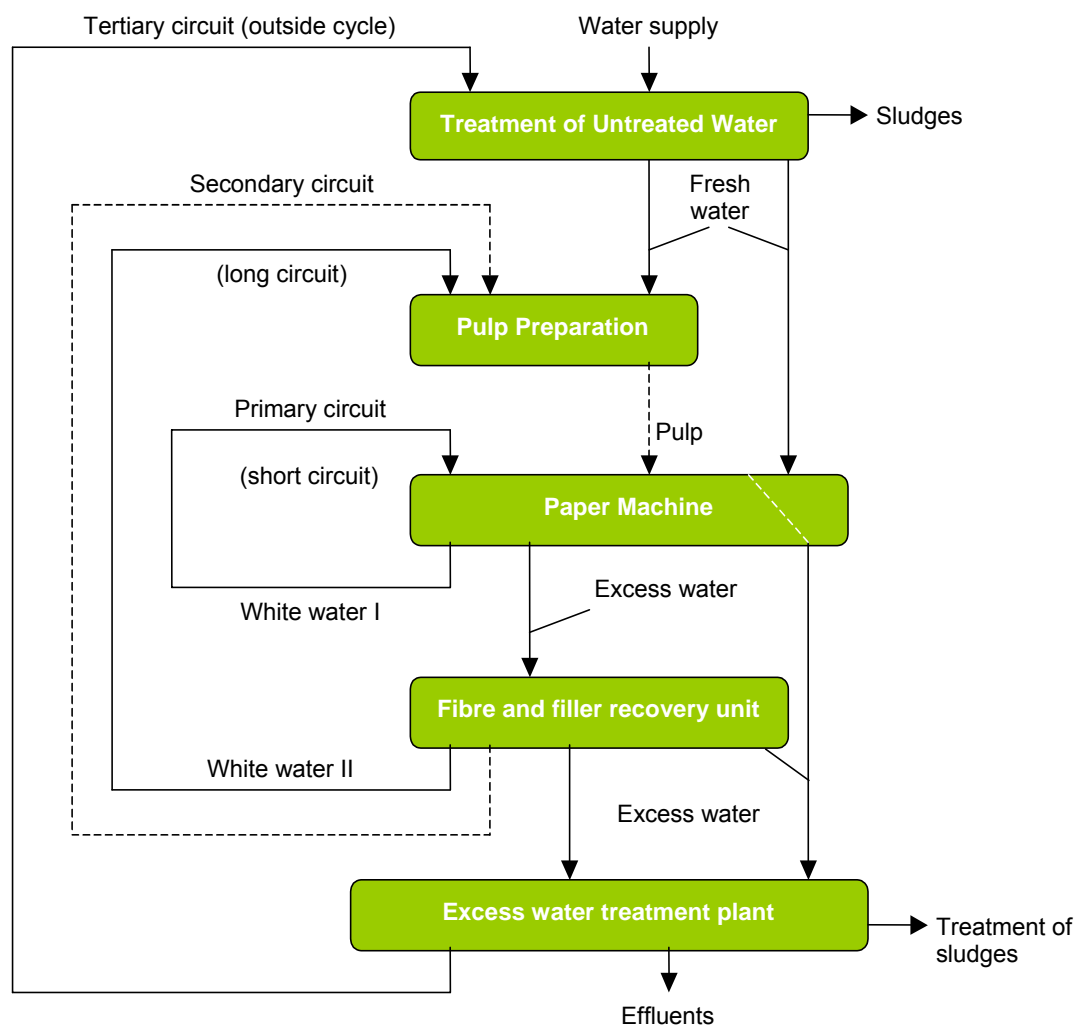 Tertiary circuit (outside cycle)
Water supply
Treatment of Untreated Water
Sludges
Secondary circuit
Fresh
water
(long circuit)
Pulp Preparation
Primary circuit
Pulp
(short circuit)
Paper Machine
Excess water
White water I
Fibre and filler recovery unit
White water II
Excess water
Excess water treatment plant
Treatment of
sludges
Effluents